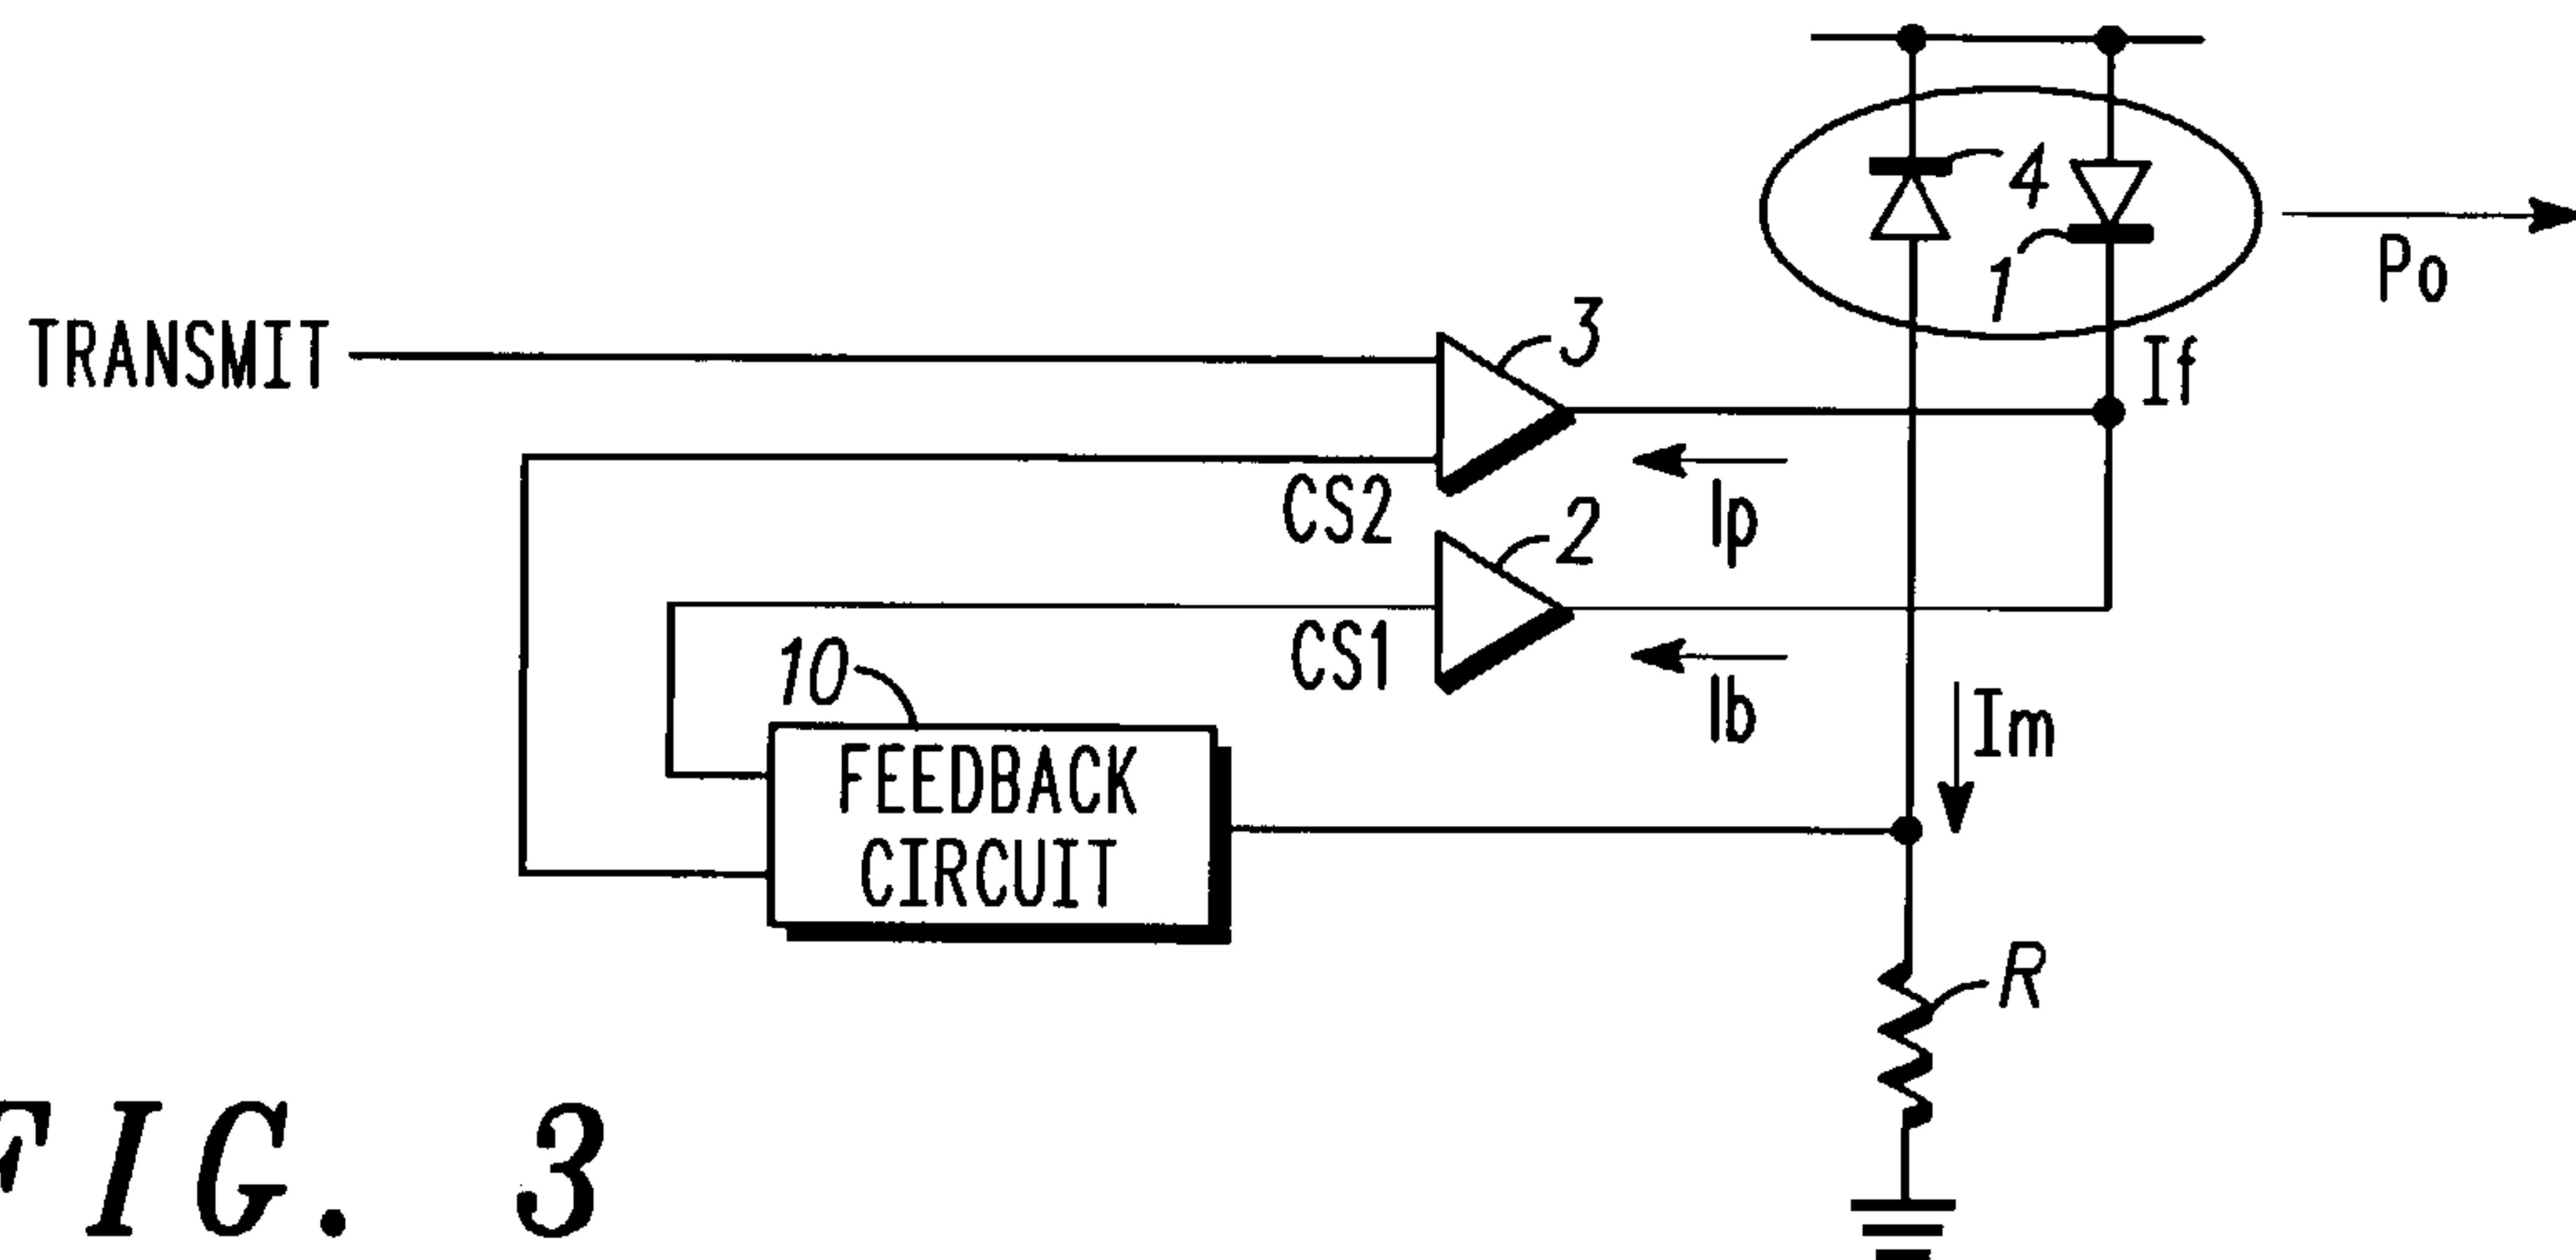 4
1
Po
TRANSMIT
3
If
CS2
Ip
2
CS1
Ib
10
Im
FEEDBACK
CIRCUIT
R
FIG. 3